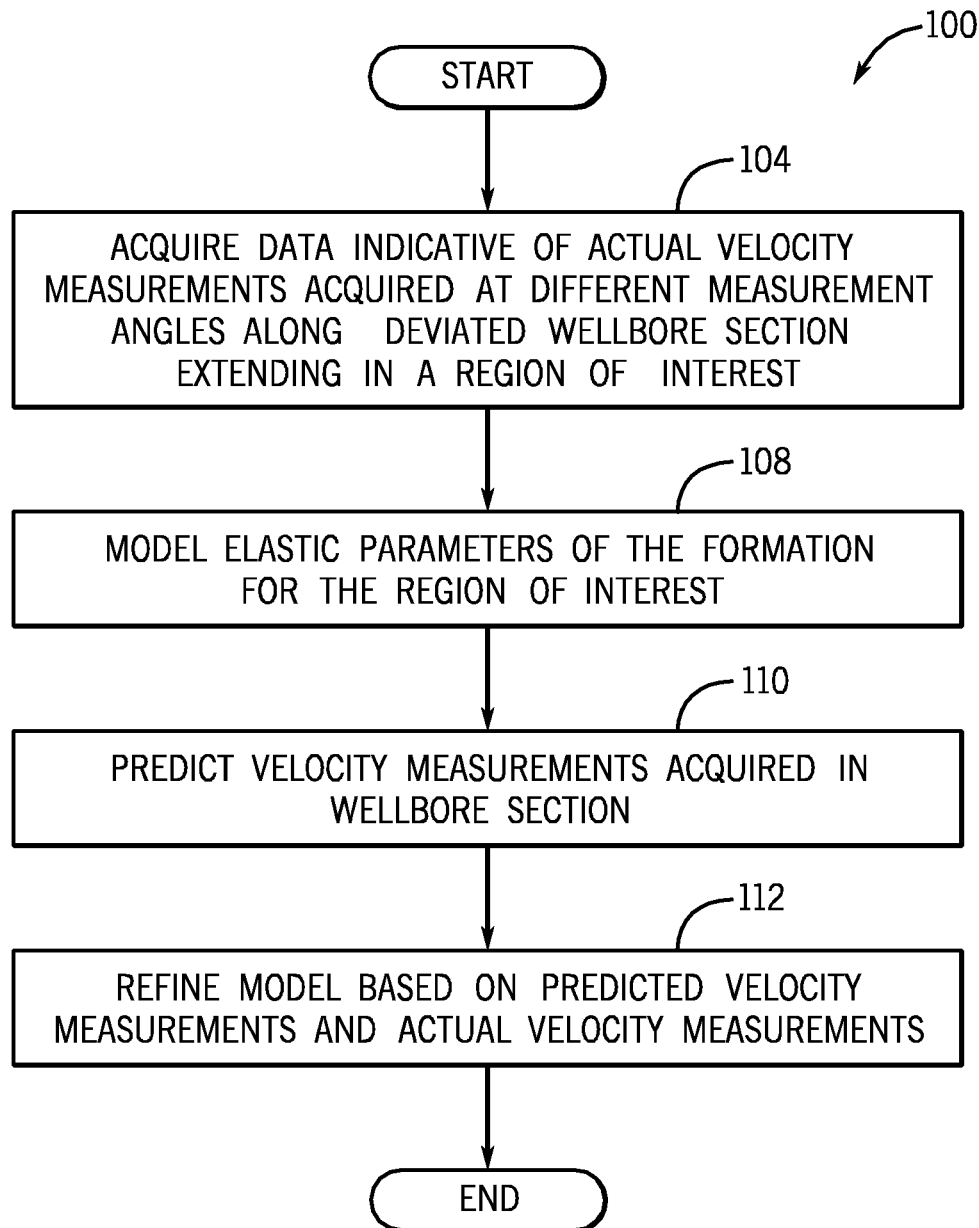 100
START
104
ACQUIRE DATA INDICATIVE OF ACTUAL VELOCITY
MEASUREMENTS ACQUIRED AT DIFFERENT MEASUREMENT
ANGLES ALONG DEVIATED WELLBORE SECTION
EXTENDING IN A REGION OF INTEREST
108
MODEL ELASTIC PARAMETERS OF THE FORMATION
FOR THE REGION OF INTEREST
110
PREDICT VELOCITY MEASUREMENTS ACQUIRED IN
WELLBORE SECTION
112
REFINE MODEL BASED ON PREDICTED VELOCITY
MEASUREMENTS AND ACTUAL VELOCITY MEASUREMENTS
END